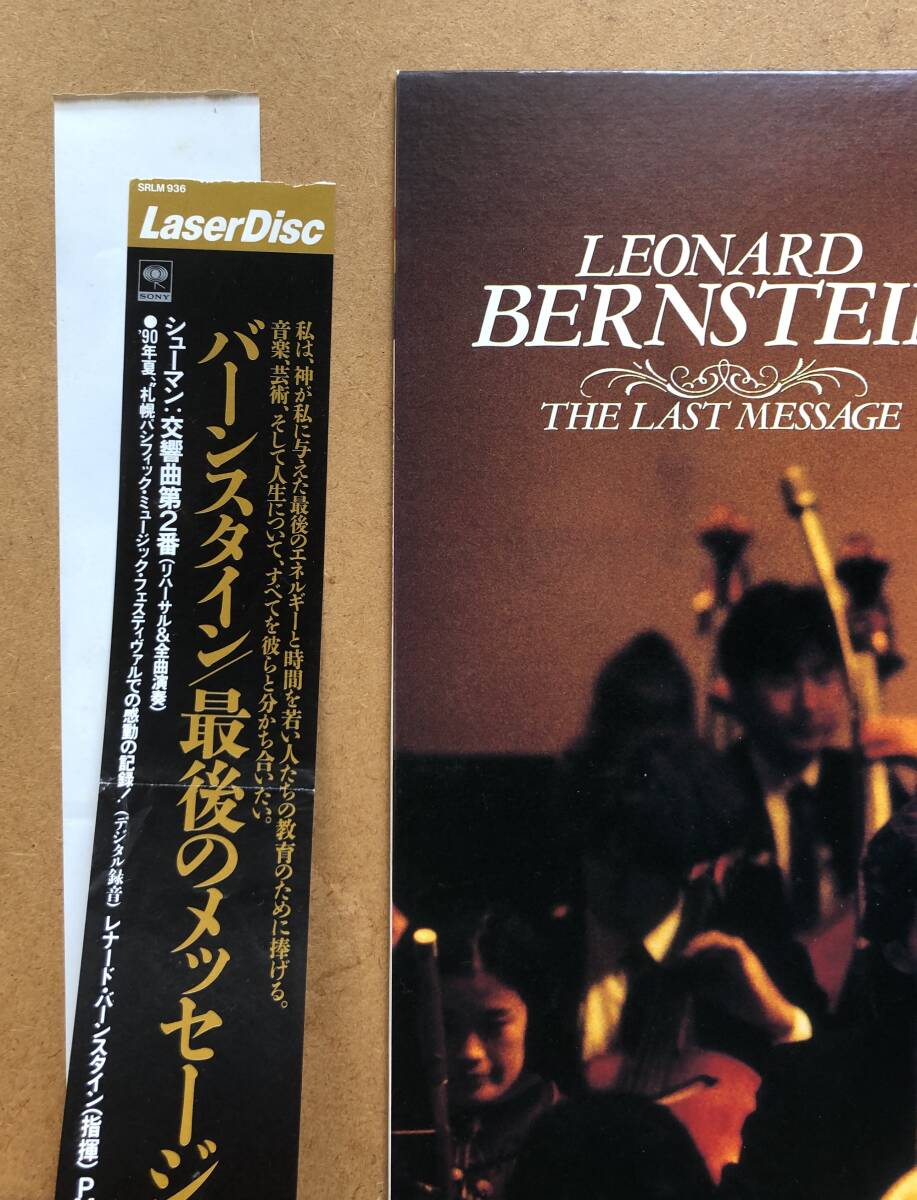 SRLM 936
LaserDisc
SONY
私は、神が私に与えた最後のエネルギーと時間を若い人たちの教育のために捧げる。
音楽、芸術、そして人生について、すべてを彼らと分かち合いたい。
バーンスタイン/最後のメッセージ
シューマン:交響曲第2番(リハーサル&全曲演奏)
●'90年夏、"札幌パシフィック・ミュージック・フェスティヴァルでの感動の記録!(デジタル録音) レナード・バーンスタイン(指揮) P
LEONARD
BERNSTEIN
THE LAST MESSAGE